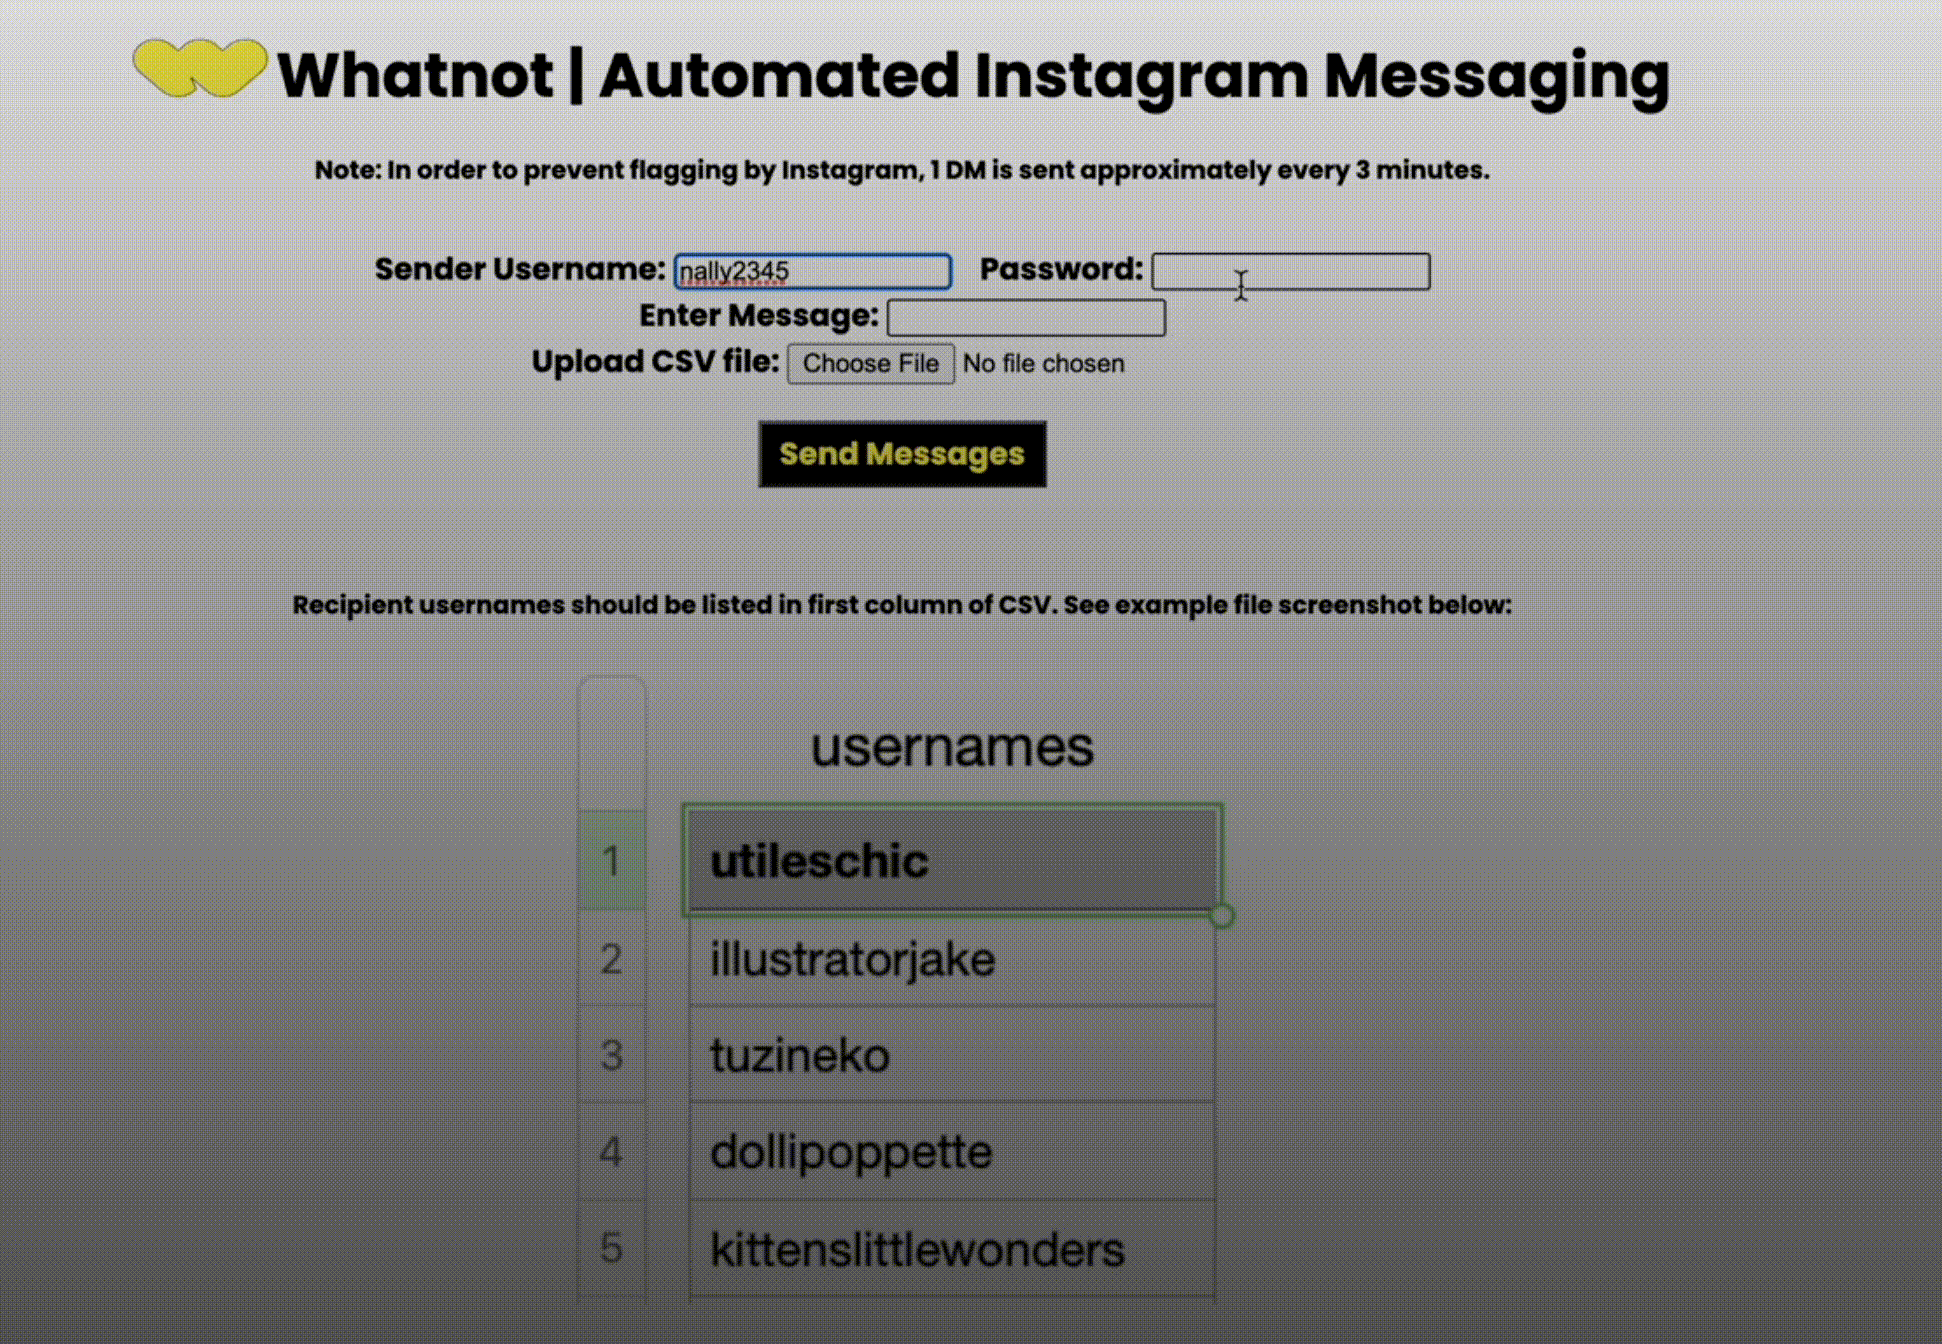 Whatnot | Automated Instagram Messaging
Note: In order to prevent flagging by Instagram, 1 DM is sent approximately every 3 minutes.
Sender Username: nally2345 Password:
Enter Message:
Upload CSV file: Choose File No file chosen
Send Messages
Recipient usernames should be listed in first column of CSV. See example file screenshot below:
usernames
1 utileschic
2 illustratorjake
3 tuzineko
4 dollipoppette
5 kittenslittlewonders